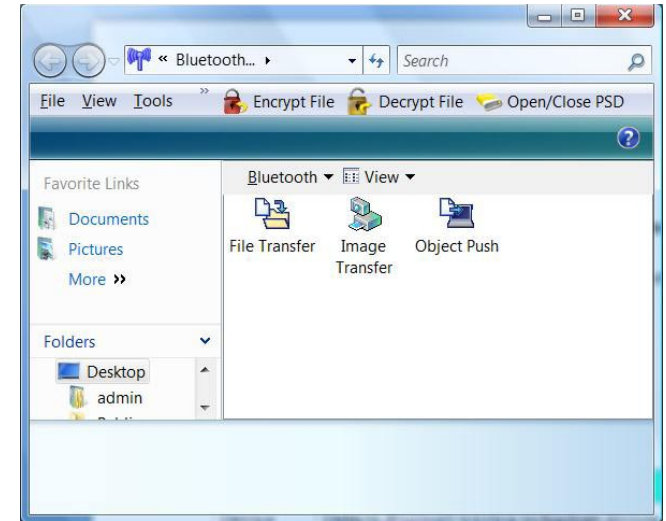 « Bluetooth... Search
File View Tools » Encrypt File Decrypt File Open/Close PSD
?
Favorite Links
Documents
Pictures
More »
Folders
Desktop
admin
Bluetooth View
File Transfer Image Transfer Object Push